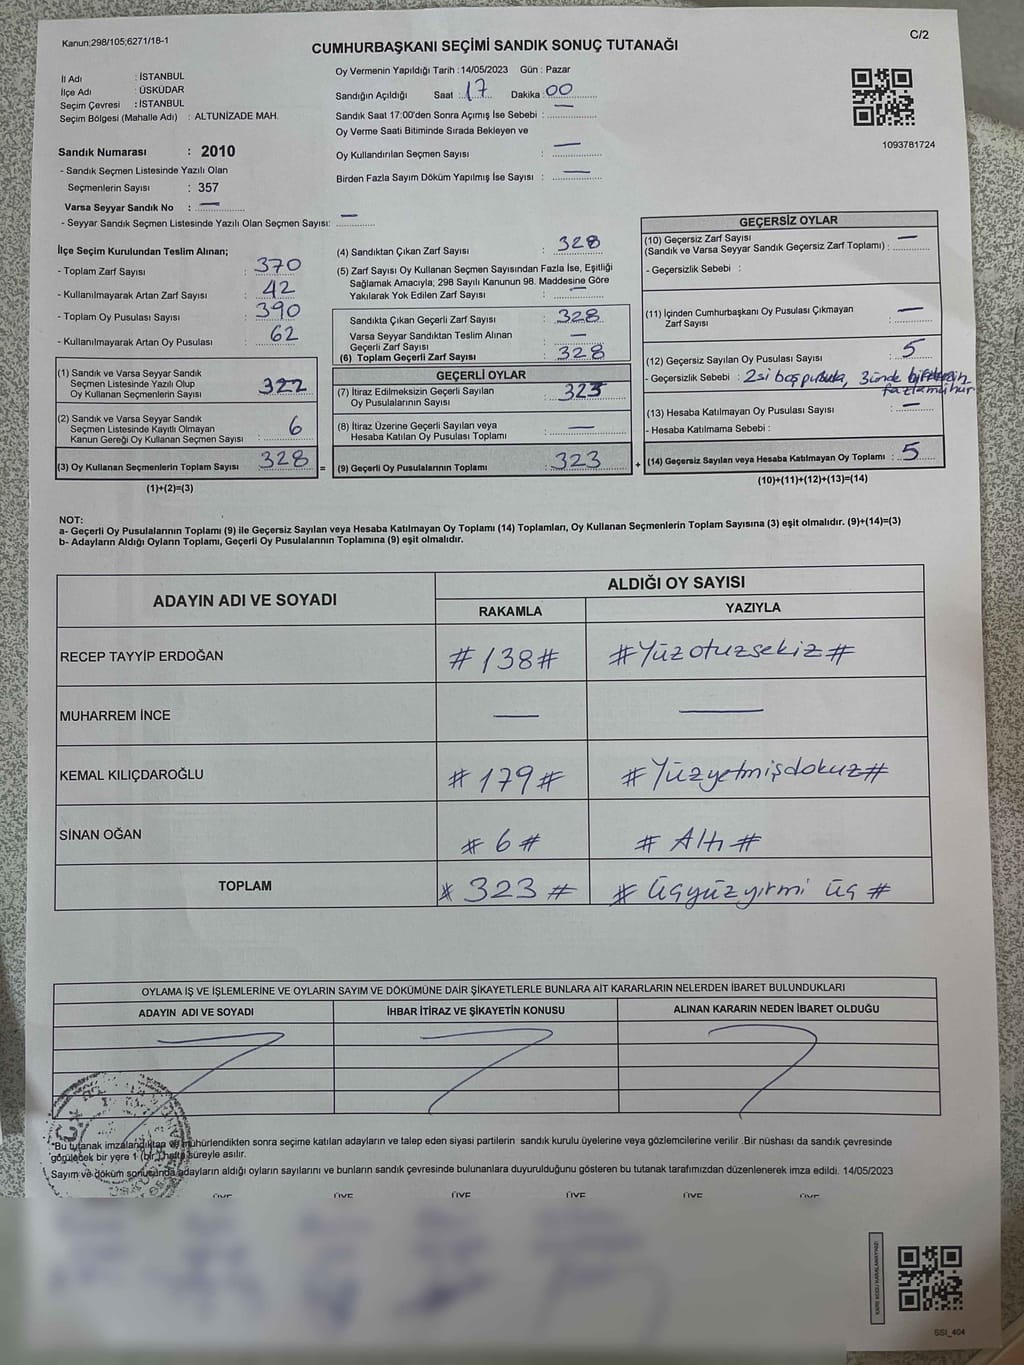 Kanun;298/105;6271/18-1
C/2
CUMHURBAŞKANI SEÇİMİ SANDIK SONUÇ TUTANAĞI
İl Adı : İSTANBUL
İlçe Adı : ÜSKÜDAR
Seçim Çevresi : İSTANBUL
Seçim Bölgesi (Mahalle Adı) : ALTUNİZADE MAH.
Sandık Numarası : 2010
- Sandık Seçmen Listesinde Yazılı Olan
Seçmenlerin Sayısı : 357
Varsa Seyyar Sandık No : —
- Seyyar Sandık Seçmen Listesinde Yazılı Olan Seçmen Sayısı: —
Oy Vermenin Yapıldığı Tarih :14/05/2023 Gün : Pazar
Sandığın Açıldığı Saat : 17 Dakika : 00
Sandık Saat 17:00'den Sonra Açımış İse Sebebi : —
Oy Verme Saati Bitiminde Sırada Bekleyen ve
Oy Kullandırılan Seçmen Sayısı : —
Birden Fazla Sayım Döküm Yapılmış İse Sayısı : —
1093781724
İlçe Seçim Kurulundan Teslim Alınan;
- Toplam Zarf Sayısı : 370
- Kullanılmayarak Artan Zarf Sayısı : 42
- Toplam Oy Pusulası Sayısı : 390
- Kullanılmayarak Artan Oy Pusulası : 62
(1) Sandık ve Varsa Seyyar Sandık
Seçmen Listesinde Yazılı Olup
Oy Kullanan Seçmenlerin Sayısı : 322
(2) Sandık ve Varsa Seyyar Sandık
Seçmen Listesinde Kayıtlı Olmayan
Kanun Gereği Oy Kullanan Seçmen Sayısı : 6
(3) Oy Kullanan Seçmenlerin Toplam Sayısı : 328 =
(1)+(2)=(3)
(4) Sandıktan Çıkan Zarf Sayısı : 328
(5) Zarf Sayısı Oy Kullanan Seçmen Sayısından Fazla İse, Eşitliği
Sağlamak Amacıyla; 298 Sayılı Kanunun 98. Maddesine Göre
Yakılarak Yok Edilen Zarf Sayısı : —
Sandıkta Çıkan Geçerli Zarf Sayısı : 328
Varsa Seyyar Sandıktan Teslim Alınan
Geçerli Zarf Sayısı : —
(6) Toplam Geçerli Zarf Sayısı : 328
GEÇERLİ OYLAR
(7) İtiraz Edilmeksizin Geçerli Sayılan
Oy Pusulalarının Sayısı : 323
(8) İtiraz Üzerine Geçerli Sayılan veya
Hesaba Katılan Oy Pusulası Toplamı : —
(9) Geçerli Oy Pusulalarının Toplamı : 323 +
GEÇERSİZ OYLAR
(10) Geçersiz Zarf Sayısı
(Sandık ve Varsa Seyyar Sandık Geçersiz Zarf Toplamı) : —
- Geçersizlik Sebebi :
(11) İçinden Cumhurbaşkanı Oy Pusulası Çıkmayan
Zarf Sayısı : —
(12) Geçersiz Sayılan Oy Pusulası Sayısı : 5
- Geçersizlik Sebebi : 2si boş pusula, 3ünde
fazla mühür
(13) Hesaba Katılmayan Oy Pusulası Sayısı : —
- Hesaba Katılmama Sebebi :
(14) Geçersiz Sayılan veya Hesaba Katılmayan Oy Toplamı : 5
(10)+(11)+(12)+(13)=(14)
NOT:
a- Geçerli Oy Pusulalarının Toplamı (9) ile Geçersiz Sayılan veya Hesaba Katılmayan Oy Toplamı (14) Toplamları, Oy Kullanan Seçmenlerin Toplam Sayısına (3) eşit olmalıdır. (9)+(14)=(3)
b- Adayların Aldığı Oyların Toplamı, Geçerli Oy Pusulalarının Toplamına (9) eşit olmalıdır.
ADAYIN ADI VE SOYADI ALDIĞI OY SAYISI
RAKAMLA YAZIYLA
RECEP TAYYİP ERDOĞAN #138# #Yüzotuzsekiz#
MUHARREM İNCE — —
KEMAL KILIÇDAROĞLU #179# #Yüzyetmişdokuz#
SİNAN OĞAN #6# #Altı#
TOPLAM #323# #Üçyüzyirmi üç#
OYLAMA İŞ VE İŞLEMLERİNE VE OYLARIN SAYIM VE DÖKÜMÜNE DAİR ŞİKAYETLERLE BUNLARA AİT KARARLARIN NELERDEN İBARET BULUNDUKLARI
ADAYIN ADI VE SOYADI İHBAR İTİRAZ VE ŞİKAYETİN KONUSU ALINAN KARARIN NEDEN İBARET OLDUĞU
*Bu tutanak imzalandıktan ve mühürlendikten sonra seçime katılan adayların ve talep eden siyasi partilerin sandık kurulu üyelerine veya gözlemcilerine verilir .Bir nüshası da sandık çevresinde
görülecek bir yere 1 (bir) hafta süreyle asılır.
Sayım ve döküm sonucunda adayların aldığı oyların sayılarını ve bunların sandık çevresinde bulunanlara duyurulduğunu gösteren bu tutanak tarafımızdan düzenlenerek imza edildi. 14/05/2023
ÜYE ÜYE ÜYE ÜYE ÜYE ÜYE
KARE KODU KARALAMAYINIZ!
SSI_404